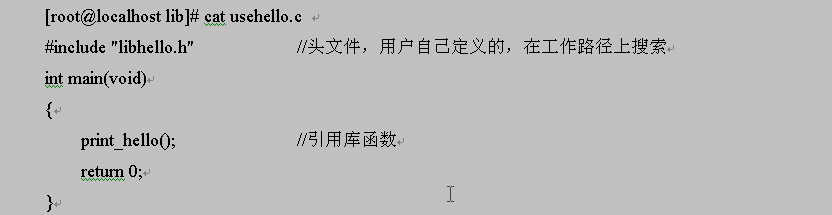 [root@localhost lib]# cat usehello.c
#include "libhello.h" //头文件，用户自己定义的，在工作路径上搜索
int main(void)
{
print_hello(); //引用库函数
return 0;
}